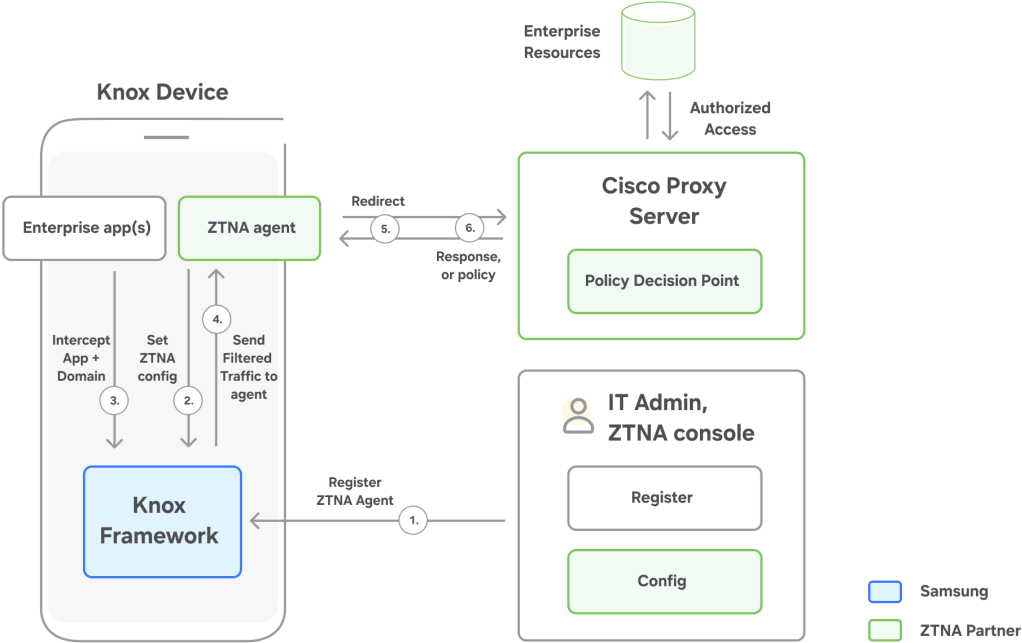 Enterprise
Resources
Knox Device
Authorized
Access
Cisco Proxy
Server
Policy Decision Point
Enterprise app(s)
ZTNA agent
Redirect
5.
6.
Response,
or policy
4.
Intercept
App +
Domain
3.
Set
ZTNA
config
2.
Send
Filtered
Traffic to
agent
Knox
Framework
Register
ZTNA Agent
1.
IT Admin,
ZTNA console
Register
Config
Samsung
ZTNA Partner